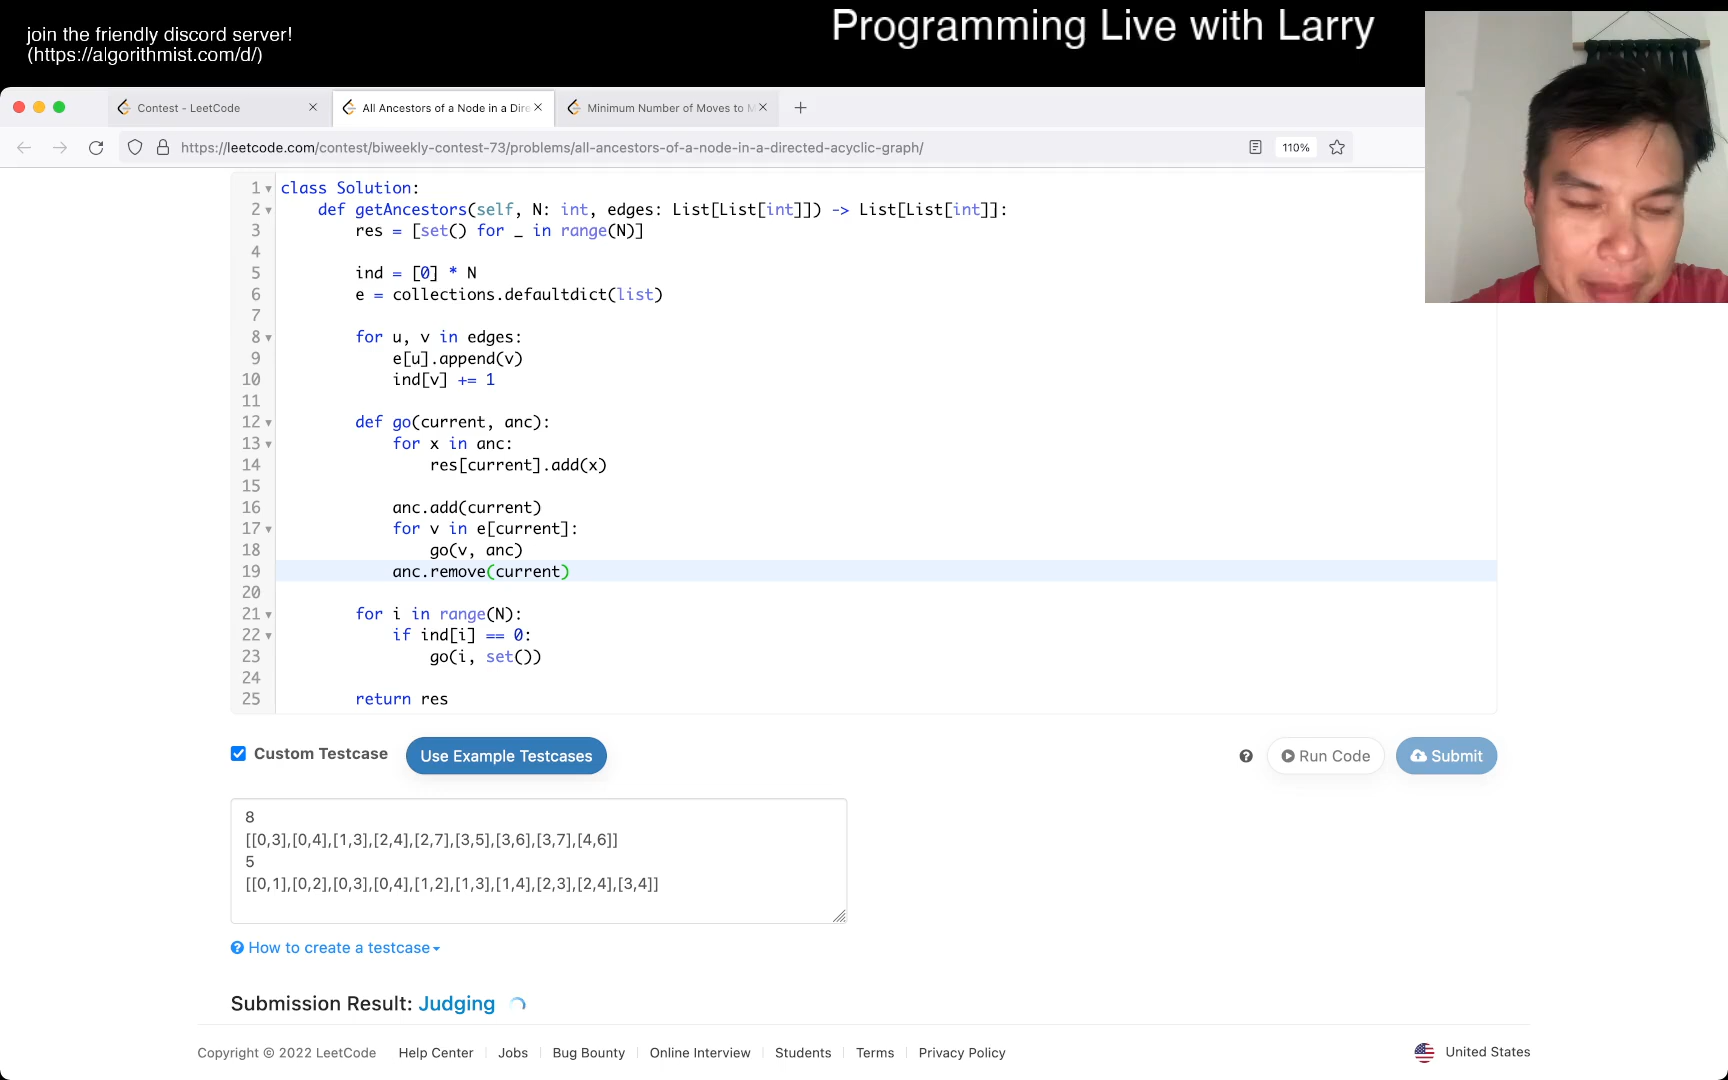 join the friendly discord server!
(https://algorithmist.com/d/)
Programming Live with Larry
Contest - LeetCode
All Ancestors of a Node in a Dire
Minimum Number of Moves to M
https://leetcode.com/contest/biweekly-contest-73/problems/all-ancestors-of-a-node-in-a-directed-acyclic-graph/
110%
1 class Solution:
2     def getAncestors(self, N: int, edges: List[List[int]]) -> List[List[int]]:
3         res = [set() for _ in range(N)]
4
5         ind = [0] * N
6         e = collections.defaultdict(list)
7
8         for u, v in edges:
9             e[u].append(v)
10             ind[v] += 1
11
12         def go(current, anc):
13             for x in anc:
14                 res[current].add(x)
15
16             anc.add(current)
17             for v in e[current]:
18                 go(v, anc)
19             anc.remove(current)
20
21         for i in range(N):
22             if ind[i] == 0:
23                 go(i, set())
24
25         return res
Custom Testcase
Use Example Testcases
Run Code
Submit
8
[[0,3],[0,4],[1,3],[2,4],[2,7],[3,5],[3,6],[3,7],[4,6]]
5
[[0,1],[0,2],[0,3],[0,4],[1,2],[1,3],[1,4],[2,3],[2,4],[3,4]]
How to create a testcase
Submission Result: Judging
Copyright © 2022 LeetCode
Help Center
Jobs
Bug Bounty
Online Interview
Students
Terms
Privacy Policy
United States